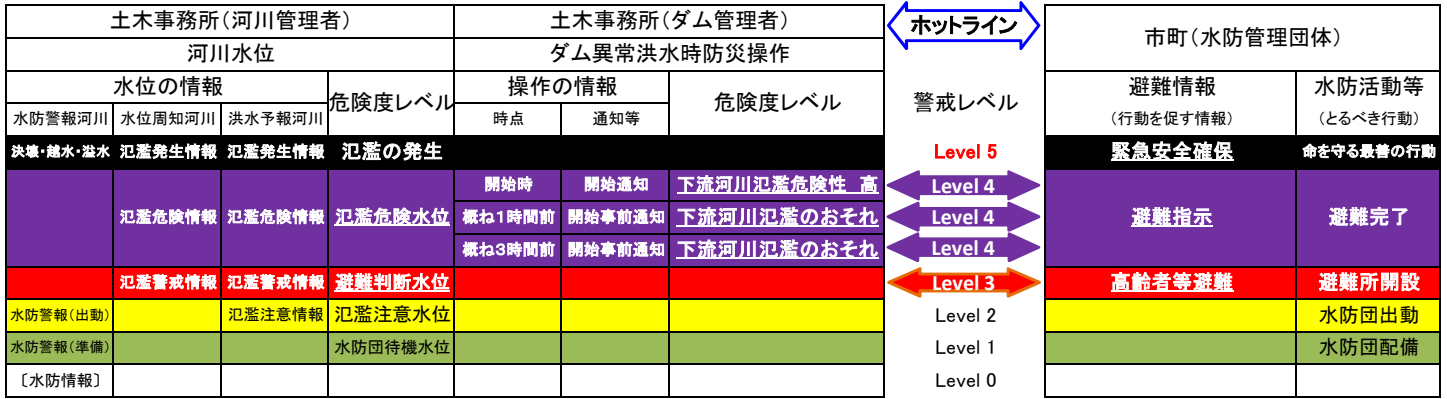 土木事務所（河川管理者） 土木事務所（ダム管理者） ホットライン 市町（水防管理団体）
河川水位 ダム異常洪水時防災操作
水位の情報 危険度レベル 操作の情報 危険度レベル 警戒レベル 避難情報 水防活動等
水防警報河川 水位周知河川 洪水予報河川 時点 通知等 （行動を促す情報） （とるべき行動）
決壊・越水・溢水 氾濫発生情報 氾濫発生情報 氾濫の発生 Level 5 緊急安全確保 命を守る最善の行動
開始時 開始通知 下流河川氾濫危険性 高 Level 4
氾濫危険情報 氾濫危険情報 氾濫危険水位 概ね1時間前 開始事前通知 下流河川氾濫のおそれ Level 4 避難指示 避難完了
概ね3時間前 開始事前通知 下流河川氾濫のおそれ Level 4
氾濫警戒情報 氾濫警戒情報 避難判断水位 Level 3 高齢者等避難 避難所開設
水防警報（出動） 氾濫注意情報 氾濫注意水位 Level 2 水防団出動
水防警報（準備） 水防団待機水位 Level 1 水防団配備
〔水防情報〕 Level 0